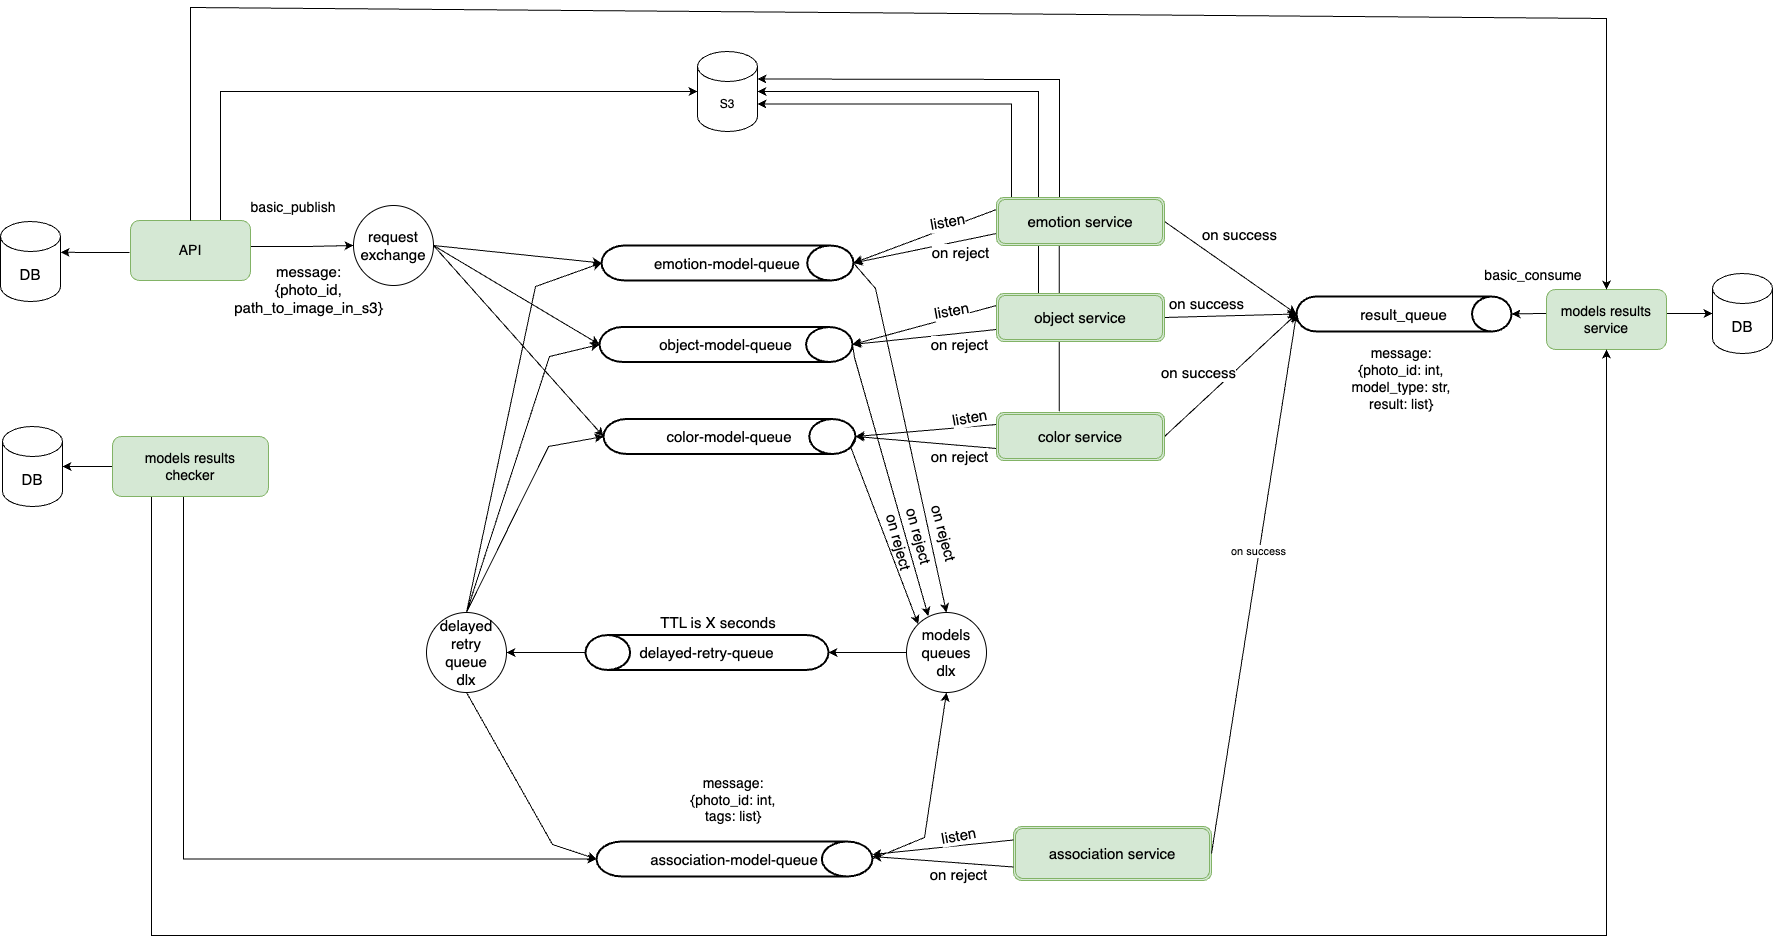 S3
basic_publish
DB
API
request
exchange
message:
{photo_id,
path_to_image_in_s3}
emotion-model-queue
listen
on reject
emotion service
on success
object-model-queue
listen
on reject
object service
on success
color-model-queue
listen
on reject
color service
on success
result_queue
message:
{photo_id: int,
model_type: str,
result: list}
basic_consume
models results
service
DB
DB
models results
checker
on reject
on reject
on reject
on success
delayed
retry
queue
dlx
TTL is X seconds
delayed-retry-queue
models
queues
dlx
message:
{photo_id: int,
tags: list}
association-model-queue
listen
on reject
association service